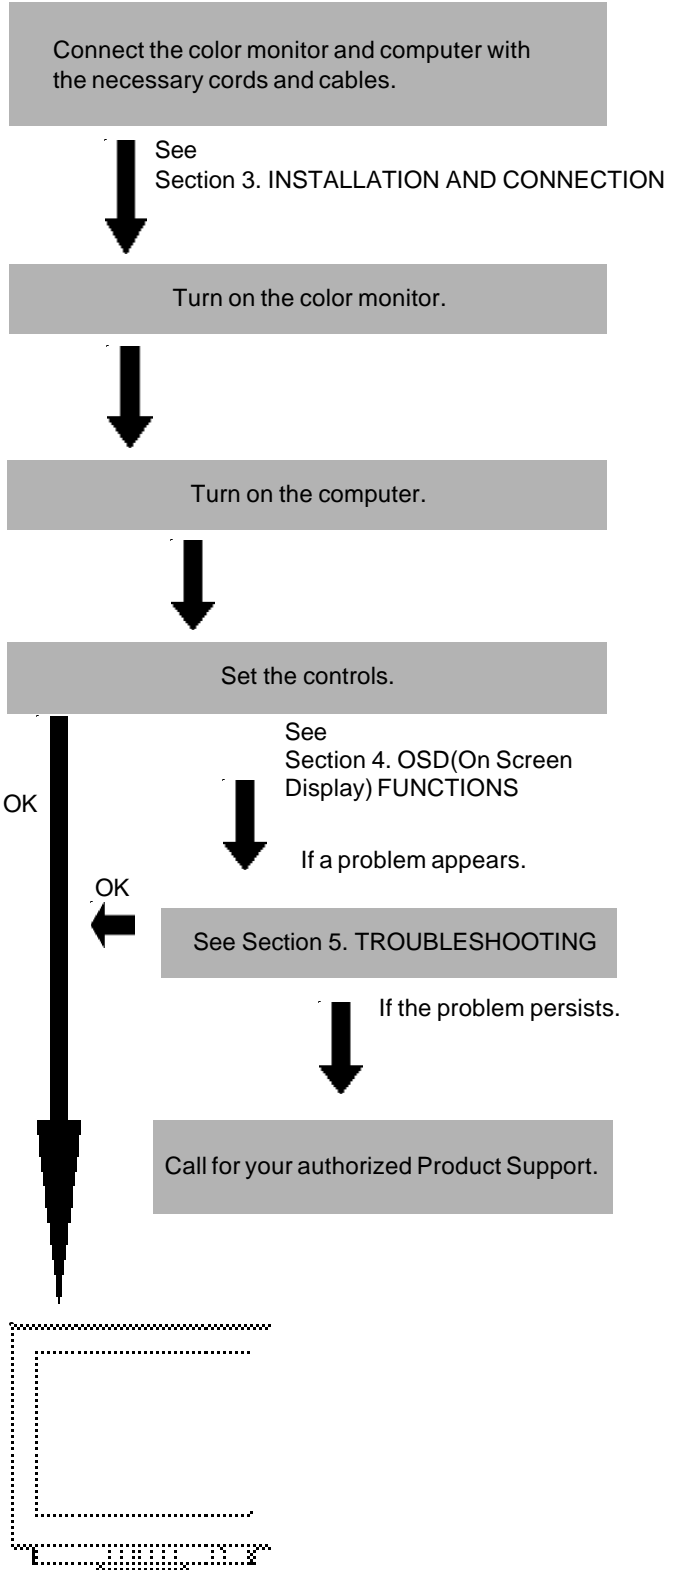 Connect the color monitor and computer with
the necessary cords and cables.
See
Section 3. INSTALLATION AND CONNECTION
Turn on the color monitor.
Turn on the computer.
Set the controls.
See
Section 4. OSD(On Screen
Display) FUNCTIONS
OK
If a problem appears.
OK
See Section 5. TROUBLESHOOTING
If the problem persists.
Call for your authorized Product Support.